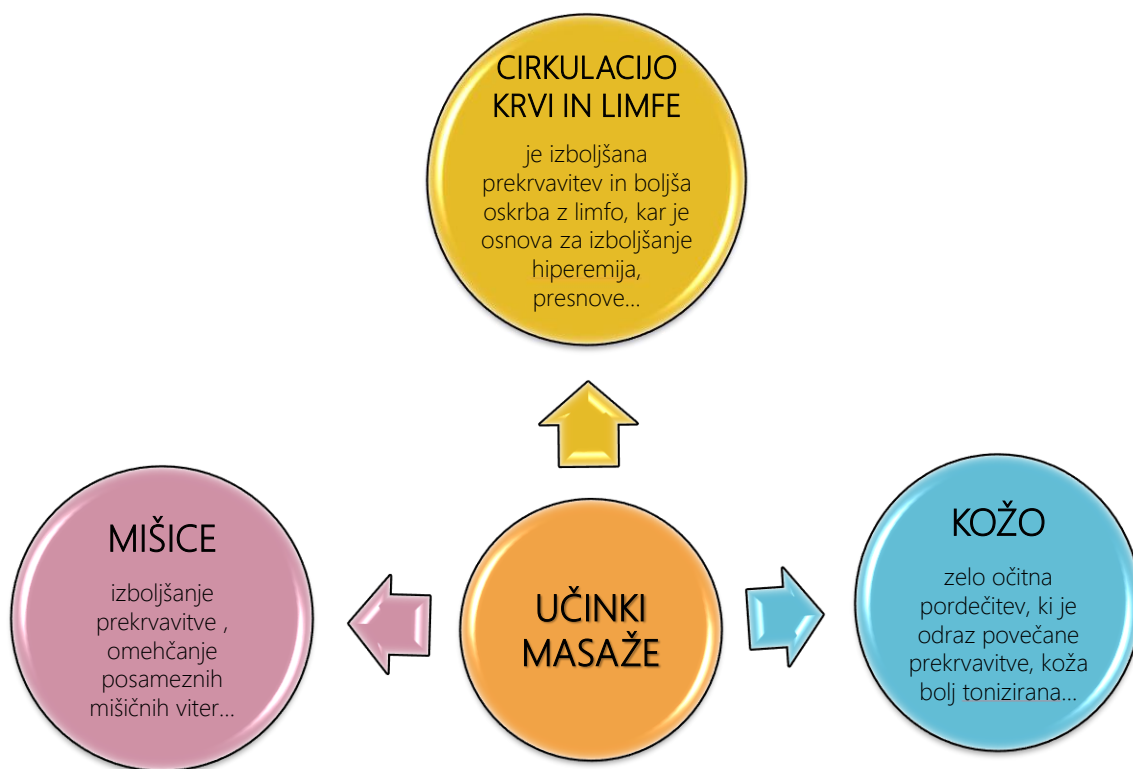 CIRKULACIJO
KRVI IN LIMFE
je izboljšana
prekrvavitev in boljša
oskrba z limfo, kar je
osnova za izboljšanje
hiperemija,
presnove...
MIŠICE
izboljšanje
prekrvavitve ,
omehčanje
posameznih
mišičnih viter...
UČINKI
MASAŽE
KOŽO
zelo očitna
pordečitev, ki je
odraz povečane
prekrvavitve, koža
bolj tonizirana...